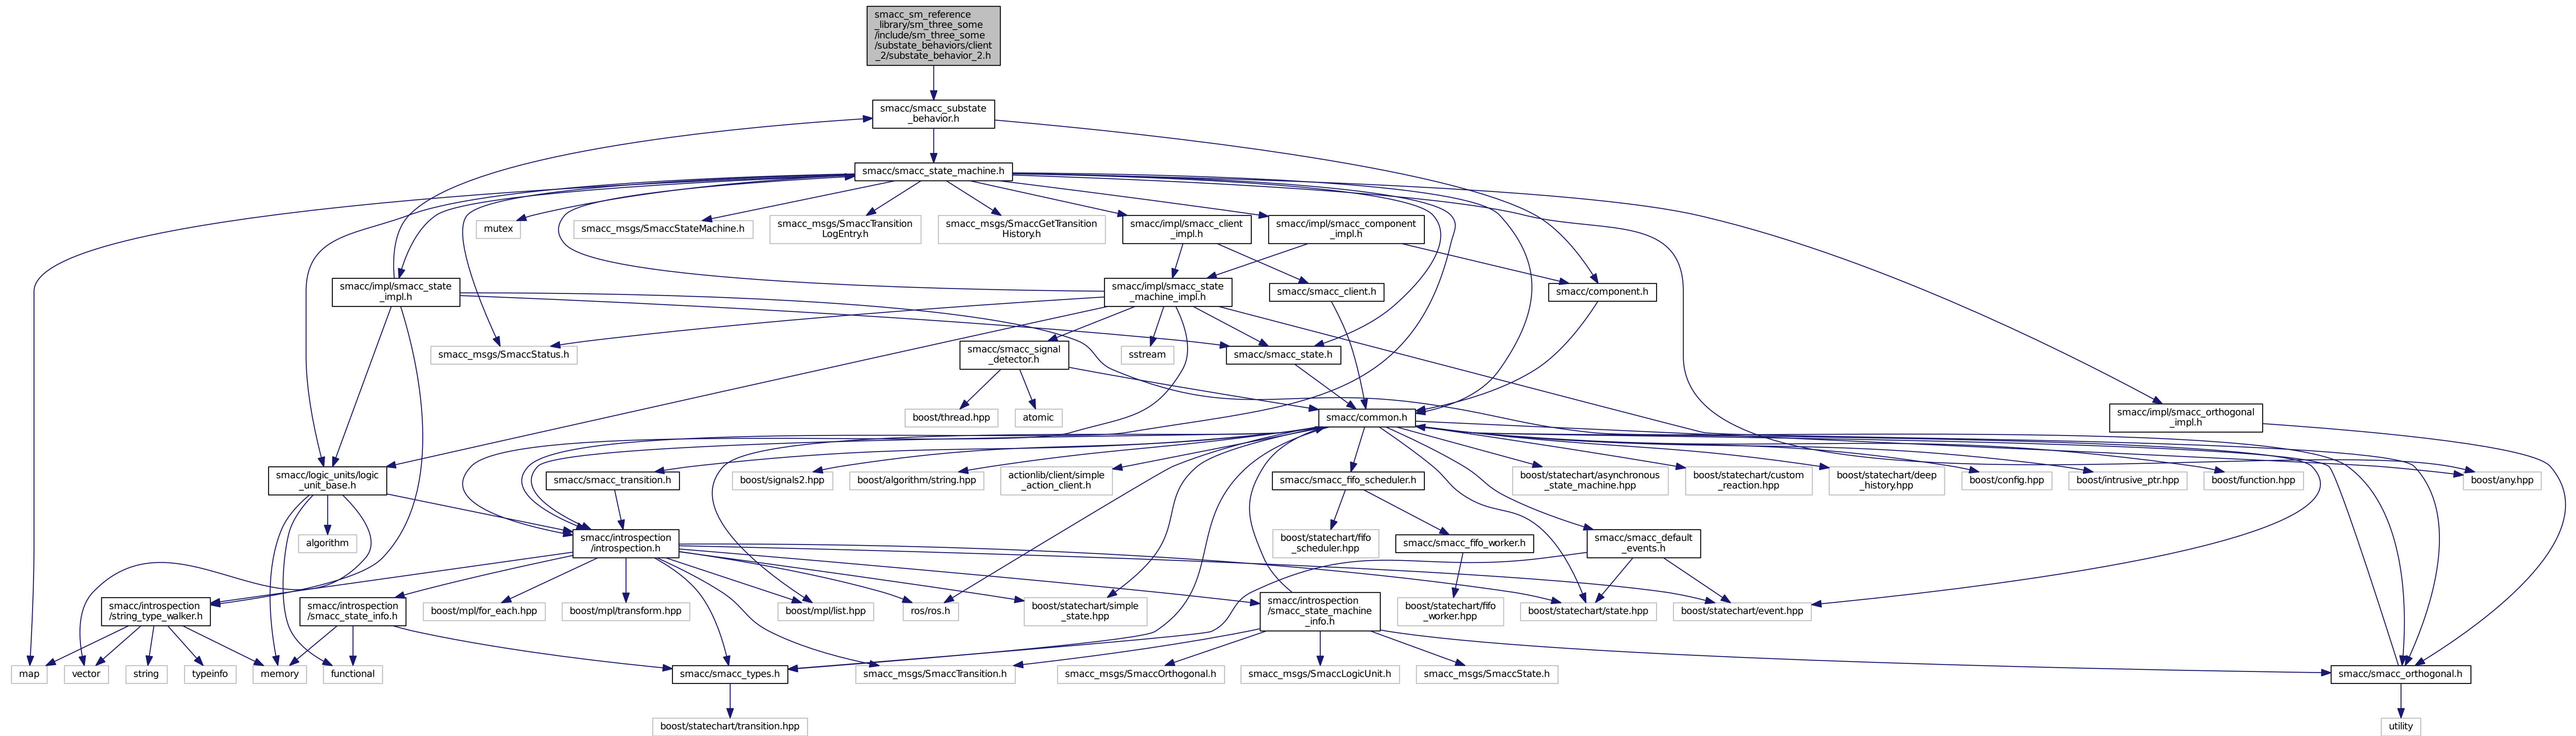 smacc_sm_reference
_library/sm_three_some
/include/sm_three_some
/substate_behaviors/client
_2/substate_behavior_2.h
smacc/smacc_substate
_behavior.h
smacc/smacc_state_machine.h
mutex
smacc_msgs/SmaccStateMachine.h
smacc_msgs/SmaccTransition
LogEntry.h
smacc_msgs/SmaccGetTransition
History.h
smacc/impl/smacc_client
_impl.h
smacc/impl/smacc_component
_impl.h
smacc/impl/smacc_state
_impl.h
smacc/impl/smacc_state
_machine_impl.h
smacc/smacc_client.h
smacc/component.h
smacc_msgs/SmaccStatus.h
smacc/smacc_signal
_detector.h
sstream
smacc/smacc_state.h
boost/thread.hpp
atomic
smacc/common.h
smacc/impl/smacc_orthogonal
_impl.h
smacc/logic_units/logic
_unit_base.h
smacc/smacc_transition.h
boost/signals2.hpp
boost/algorithm/string.hpp
actionlib/client/simple
_action_client.h
smacc/smacc_fifo_scheduler.h
boost/statechart/asynchronous
_state_machine.hpp
boost/statechart/custom
_reaction.hpp
boost/statechart/deep
_history.hpp
boost/config.hpp
boost/intrusive_ptr.hpp
boost/function.hpp
boost/any.hpp
algorithm
smacc/introspection
/introspection.h
boost/statechart/fifo
_scheduler.hpp
smacc/smacc_fifo_worker.h
smacc/smacc_default
_events.h
smacc/introspection
/string_type_walker.h
smacc/introspection
/smacc_state_info.h
boost/mpl/for_each.hpp
boost/mpl/transform.hpp
boost/mpl/list.hpp
ros/ros.h
boost/statechart/simple
_state.hpp
smacc/introspection
/smacc_state_machine
_info.h
boost/statechart/fifo
_worker.hpp
boost/statechart/state.hpp
boost/statechart/event.hpp
map
vector
string
typeinfo
memory
functional
smacc/smacc_types.h
smacc_msgs/SmaccTransition.h
smacc_msgs/SmaccOrthogonal.h
smacc_msgs/SmaccLogicUnit.h
smacc_msgs/SmaccState.h
smacc/smacc_orthogonal.h
boost/statechart/transition.hpp
utility